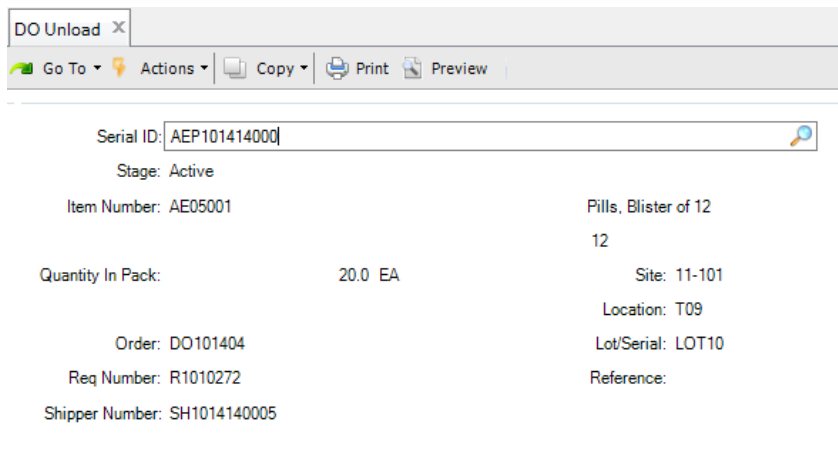 DO Unload
Go To Actions Copy Print Preview
Serial ID: AEP101414000
Stage: Active
Item Number: AE05001 Pills, Blister of 12
12
Quantity In Pack: 20.0 EA Site: 11-101
Location: T09
Order: DO101404 Lot/Serial: LOT10
Req Number: R1010272 Reference:
Shipper Number: SH1014140005